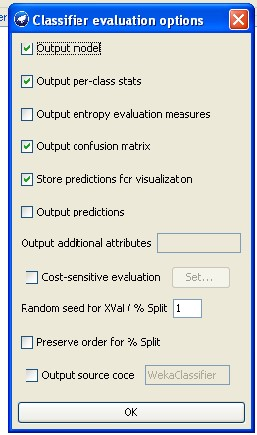 Classifier evaluation options
Output model
Output per-class stats
Output entropy evaluation measures
Output confusion matrix
Store predictions for visualization
Output predictions
Output additional attributes
Cost-sensitive evaluation Set...
Random seed for XVal / % Split 1
Preserve order for % Split
Output source code WekaClassifier
OK